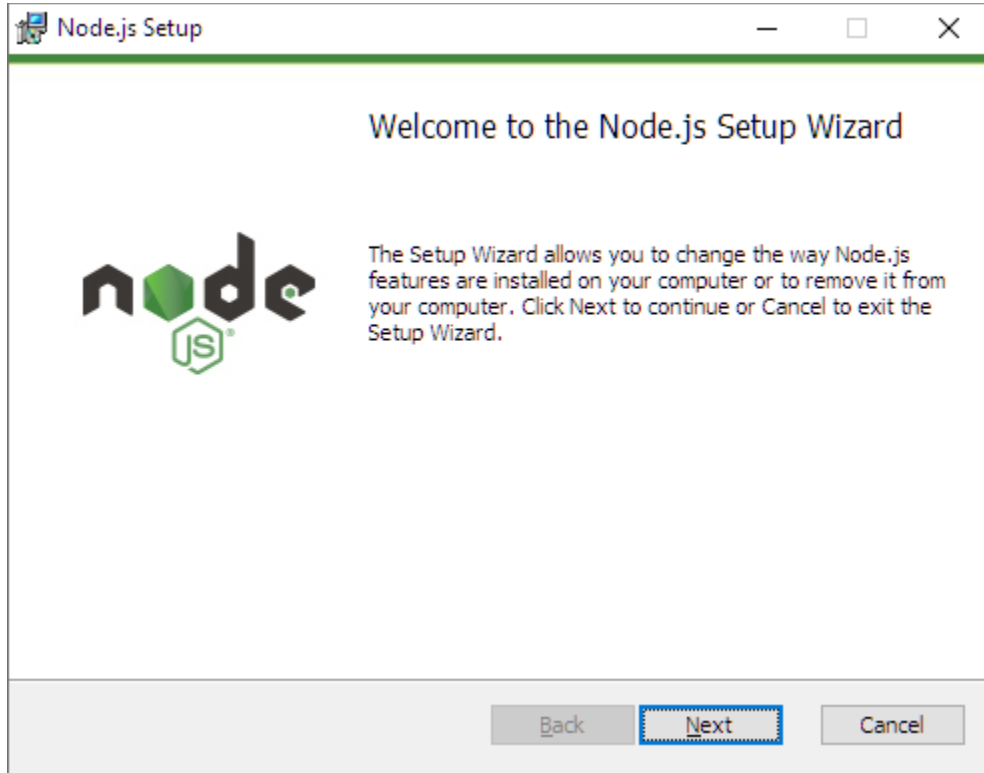 Node.js Setup
Welcome to the Node.js Setup Wizard
The Setup Wizard allows you to change the way Node.js
features are installed on your computer or to remove it from
your computer. Click Next to continue or Cancel to exit the
Setup Wizard.
node
JS®
Back
Next
Cancel